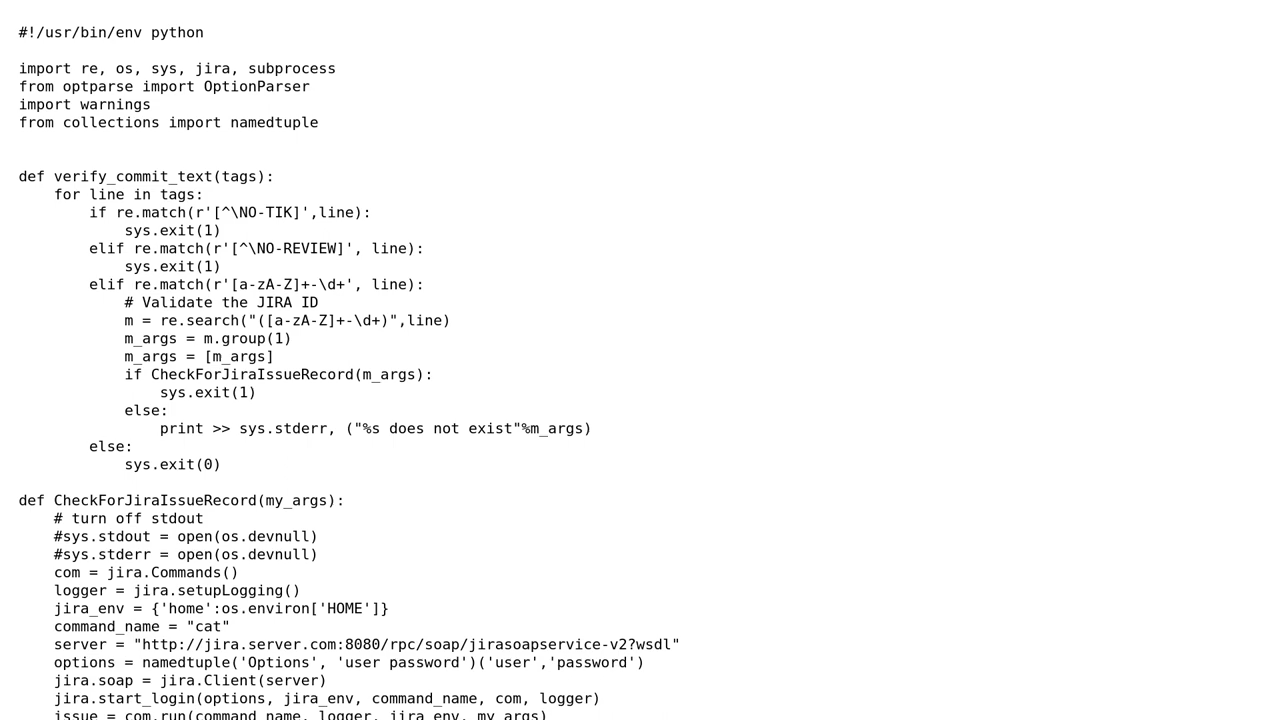 #!/usr/bin/env python

import re, os, sys, jira, subprocess
from optparse import OptionParser
import warnings
from collections import namedtuple


def verify_commit_text(tags):
    for line in tags:
        if re.match(r'[^\NO-TIK]',line):
            sys.exit(1)
        elif re.match(r'[^\NO-REVIEW]', line):
            sys.exit(1)
        elif re.match(r'[a-zA-Z]+-\d+', line):
            # Validate the JIRA ID
            m = re.search("([a-zA-Z]+-\d+)",line)
            m_args = m.group(1)
            m_args = [m_args]
            if CheckForJiraIssueRecord(m_args):
                sys.exit(1)
            else:
                print >> sys.stderr, ("%s does not exist"%m_args)
        else:
            sys.exit(0)

def CheckForJiraIssueRecord(my_args):
    # turn off stdout
    #sys.stdout = open(os.devnull)
    #sys.stderr = open(os.devnull)
    com = jira.Commands()
    logger = jira.setupLogging()
    jira_env = {'home':os.environ['HOME']}
    command_name = "cat"
    server = "http://jira.server.com:8080/rpc/soap/jirasoapservice-v2?wsdl"
    options = namedtuple('Options', 'user password')('user','password')
    jira.soap = jira.Client(server)
    jira.start_login(options, jira_env, command_name, com, logger)
    issue = com.run(command_name, logger, jira_env, my_args)